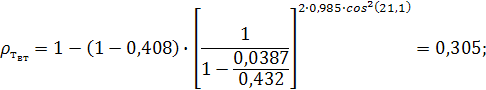 ρ_{т_{вт}} = 1 − (1 − 0,408) · [1 / (1 − 0,0387/0,432)]^{2·0,985·cos²(21,1)} = 0,305;